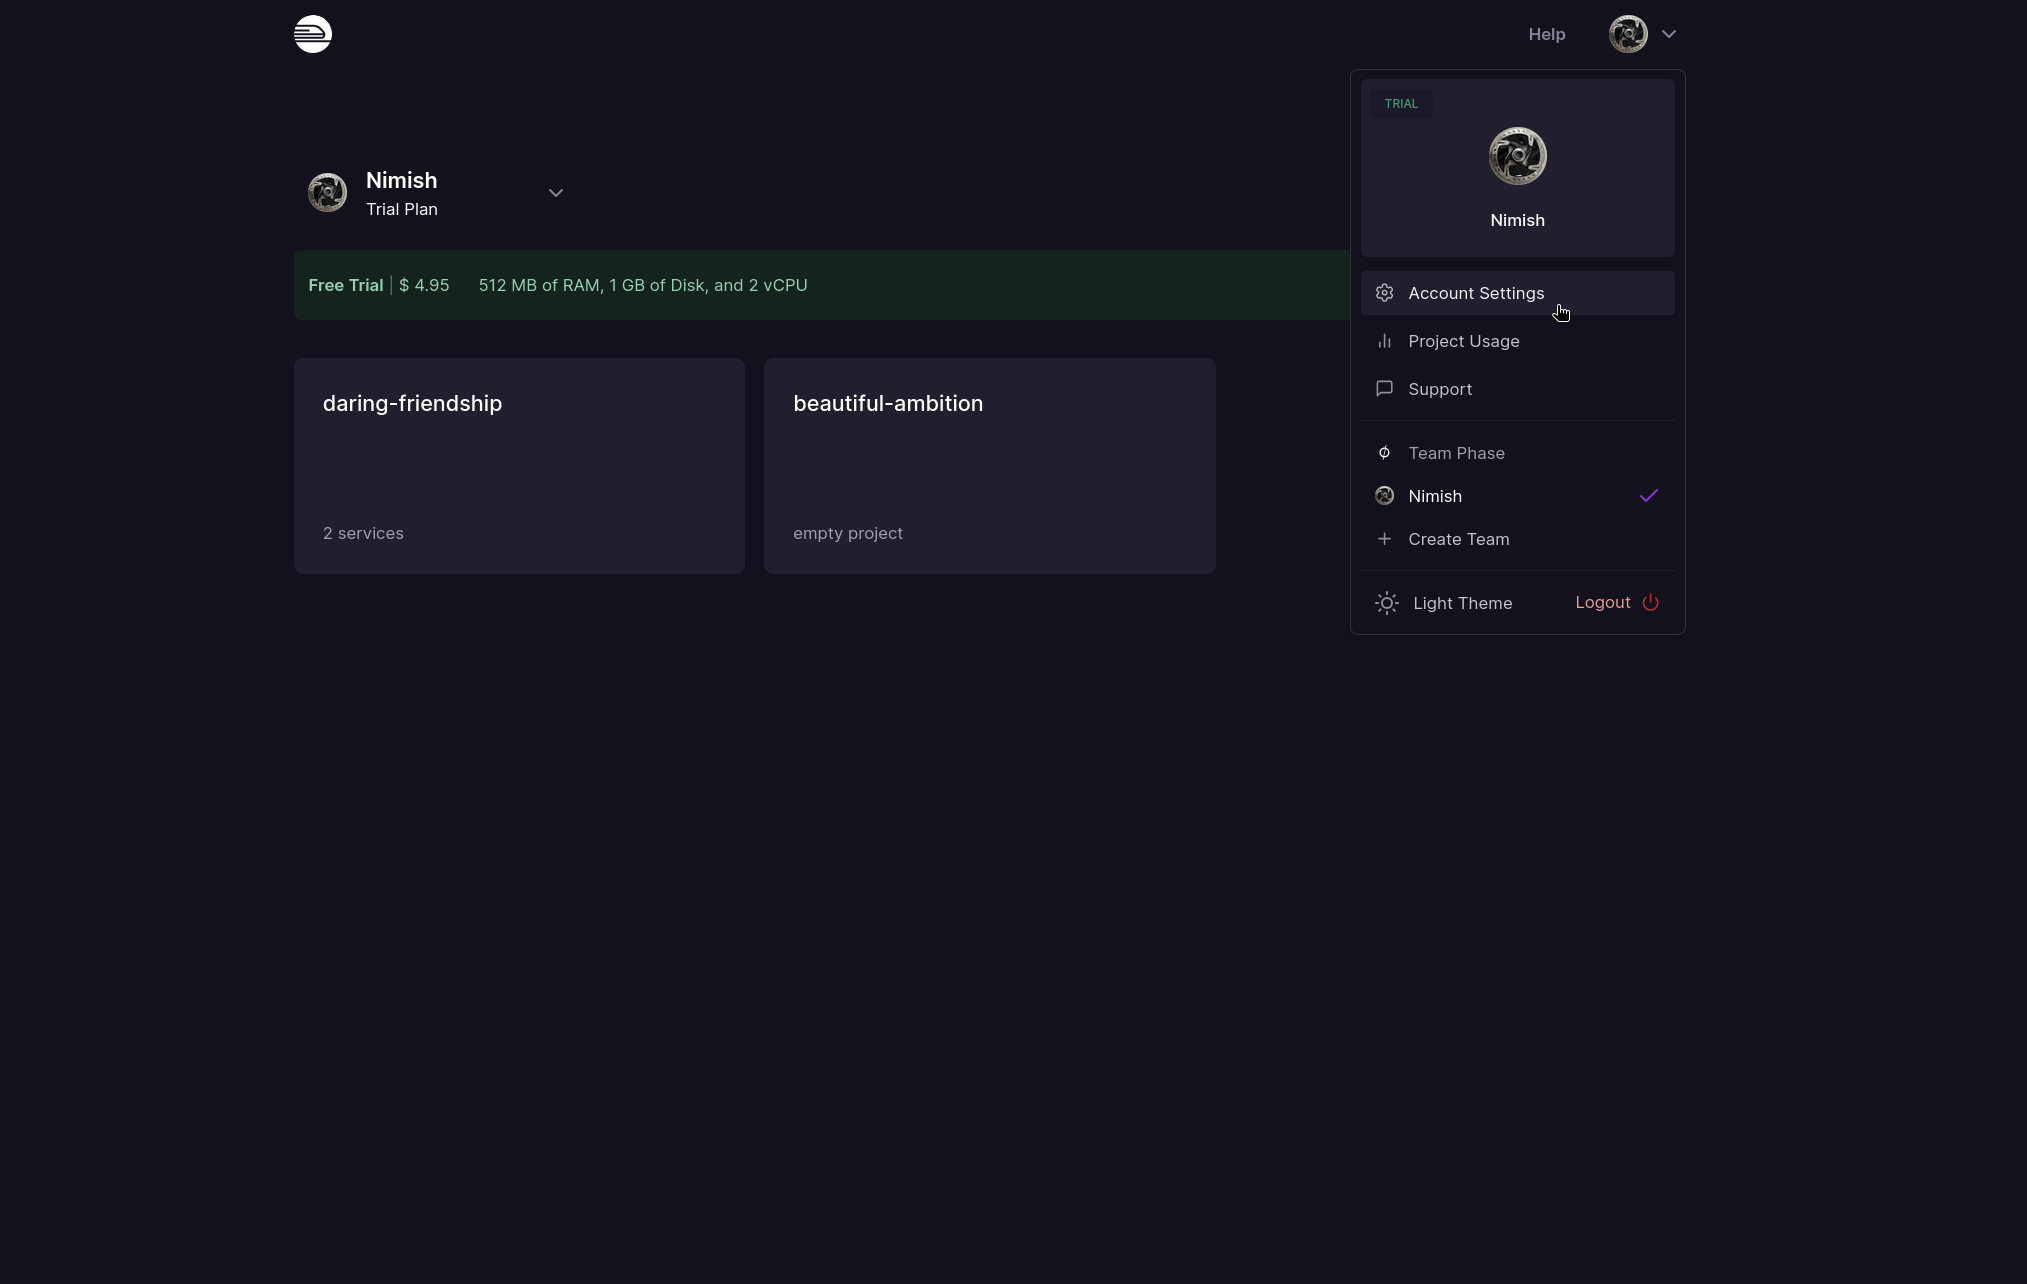 Help
Nimish
Trial Plan
Free Trial | $ 4.95 512 MB of RAM, 1 GB of Disk, and 2 vCPU
daring-friendship
2 services
beautiful-ambition
empty project
TRIAL
Nimish
Account Settings
Project Usage
Support
Team Phase
Nimish
Create Team
Light Theme
Logout